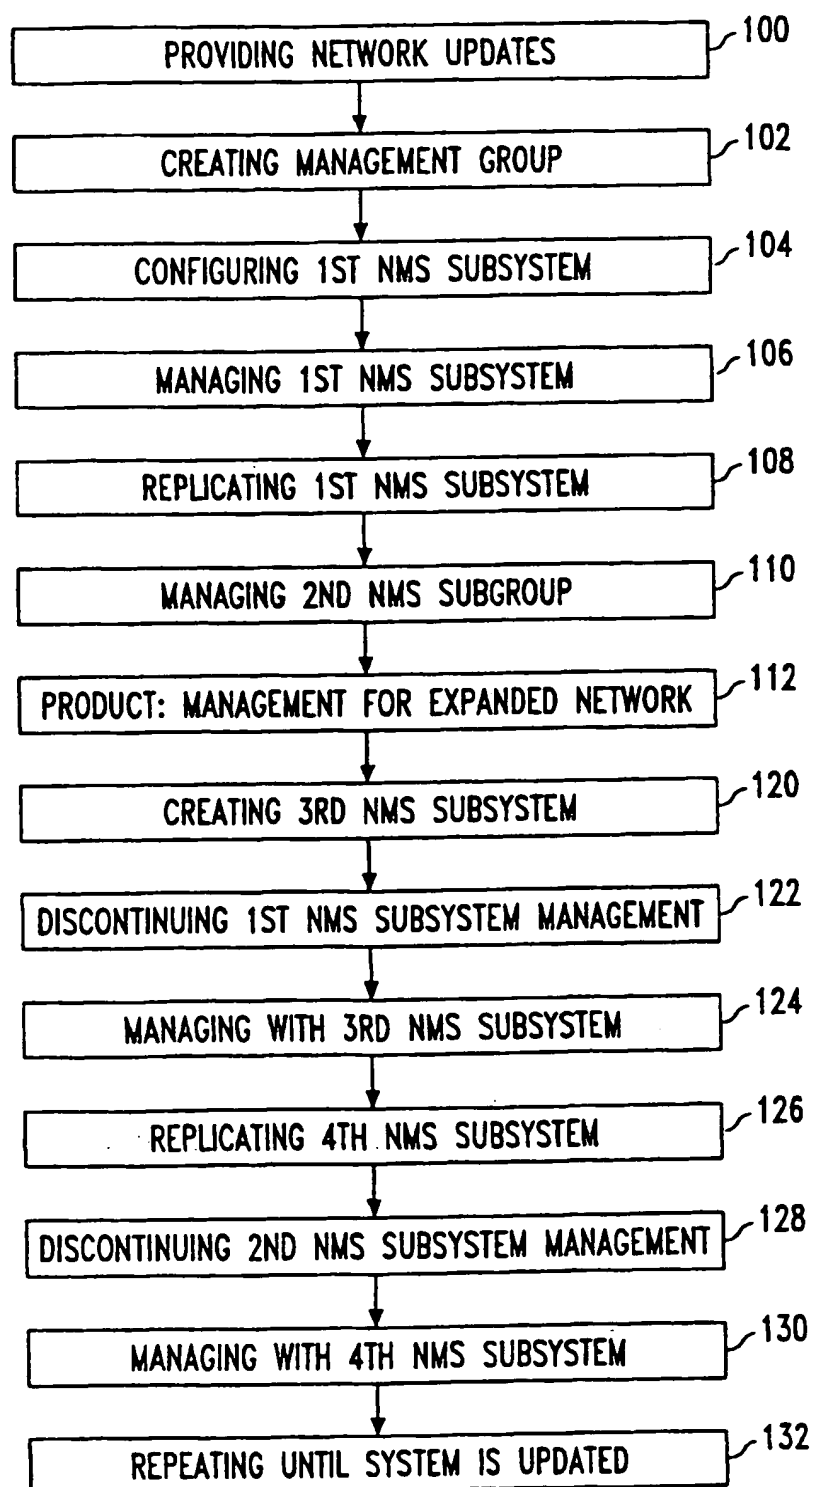 PROVIDING NETWORK UPDATES 100
CREATING MANAGEMENT GROUP 102
CONFIGURING 1ST NMS SUBSYSTEM 104
MANAGING 1ST NMS SUBSYSTEM 106
REPLICATING 1ST NMS SUBSYSTEM 108
MANAGING 2ND NMS SUBGROUP 110
PRODUCT: MANAGEMENT FOR EXPANDED NETWORK 112
CREATING 3RD NMS SUBSYSTEM 120
DISCONTINUING 1ST NMS SUBSYSTEM MANAGEMENT 122
MANAGING WITH 3RD NMS SUBSYSTEM 124
REPLICATING 4TH NMS SUBSYSTEM 126
DISCONTINUING 2ND NMS SUBSYSTEM MANAGEMENT 128
MANAGING WITH 4TH NMS SUBSYSTEM 130
REPEATING UNTIL SYSTEM IS UPDATED 132